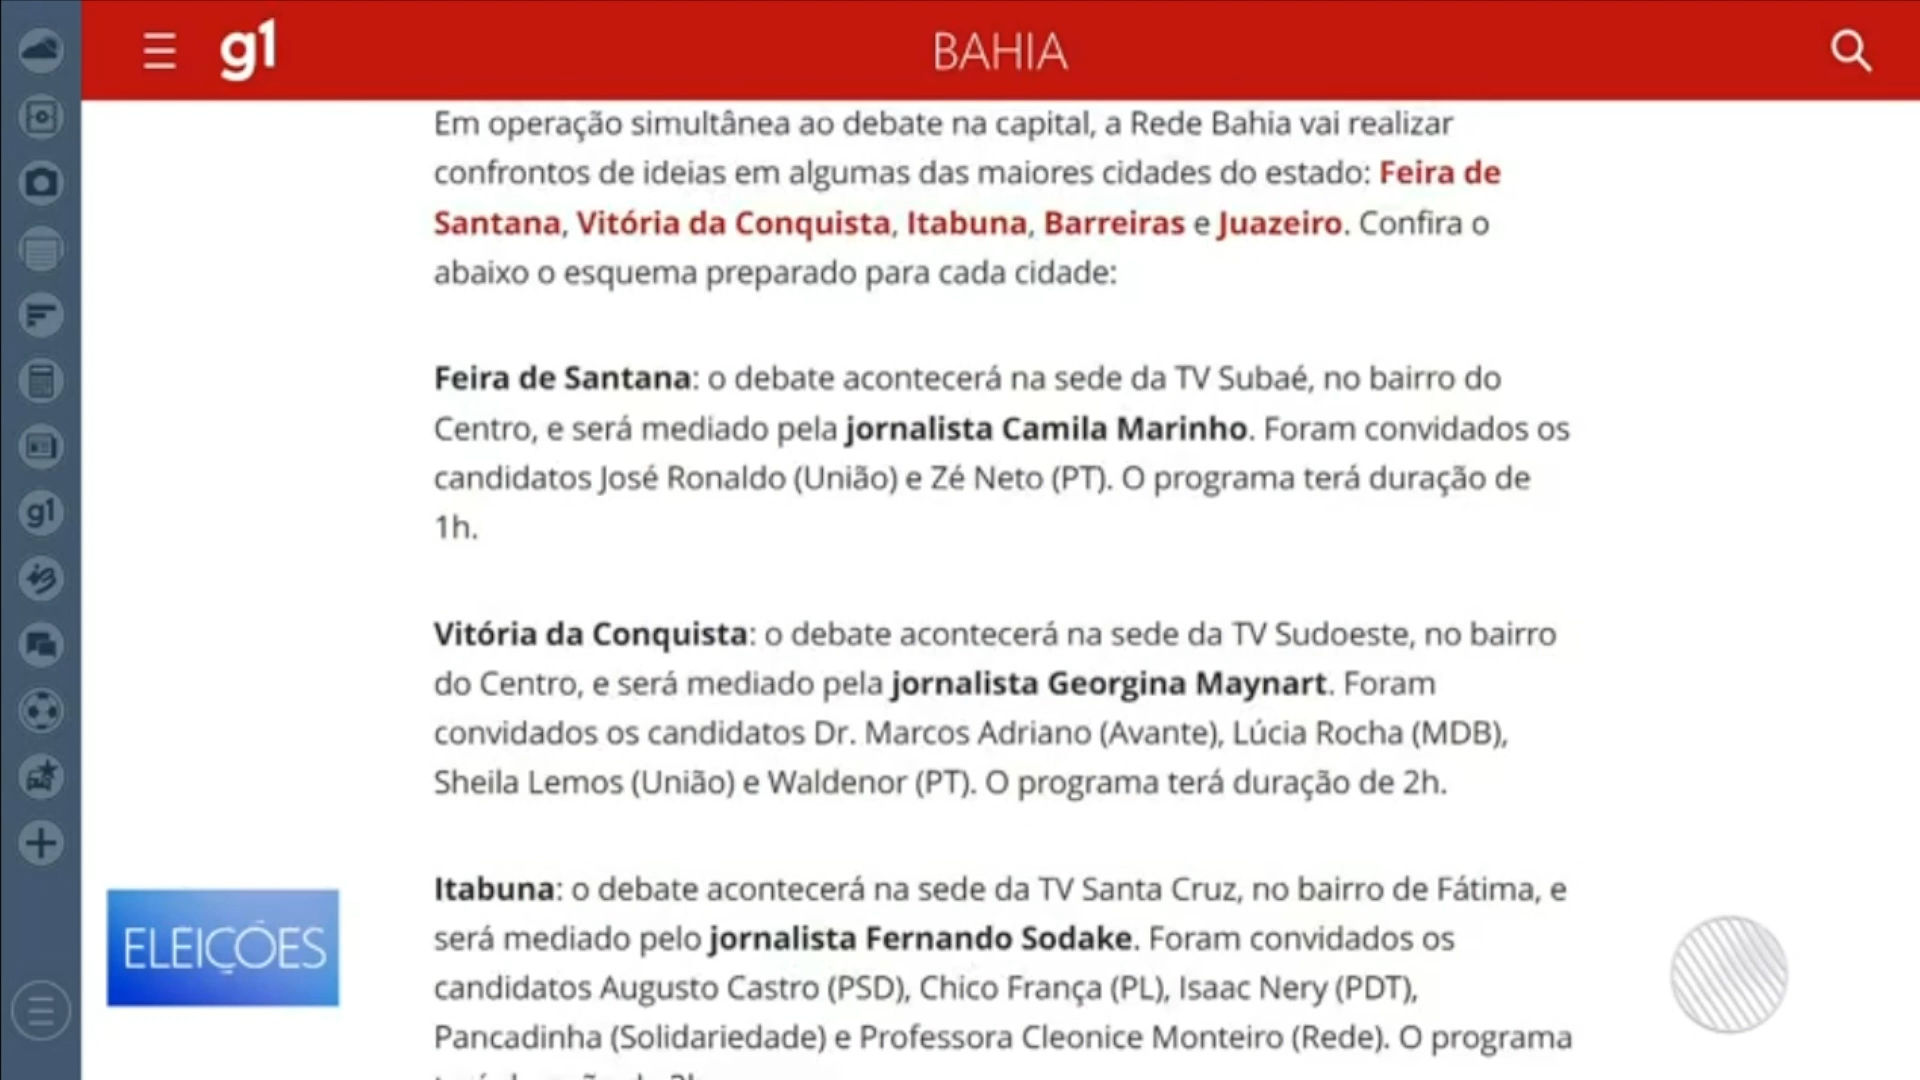 g1
BAHIA
Em operação simultânea ao debate na capital, a Rede Bahia vai realizar
confrontos de ideias em algumas das maiores cidades do estado: Feira de
Santana, Vitória da Conquista, Itabuna, Barreiras e Juazeiro. Confira o
abaixo o esquema preparado para cada cidade:
Feira de Santana: o debate acontecerá na sede da TV Subaé, no bairro do
Centro, e será mediado pela jornalista Camila Marinho. Foram convidados os
candidatos José Ronaldo (União) e Zé Neto (PT). O programa terá duração de
1h.
g1
Vitória da Conquista: o debate acontecerá na sede da TV Sudoeste, no bairro
do Centro, e será mediado pela jornalista Georgina Maynart. Foram
convidados os candidatos Dr. Marcos Adriano (Avante), Lúcia Rocha (MDB),
Sheila Lemos (União) e Waldenor (PT). O programa terá duração de 2h.
Itabuna: o debate acontecerá na sede da TV Santa Cruz, no bairro de Fátima, e
será mediado pelo jornalista Fernando Sodake. Foram convidados os
candidatos Augusto Castro (PSD), Chico França (PL), Isaac Nery (PDT),
Pancadinha (Solidariedade) e Professora Cleonice Monteiro (Rede). O programa
ELEIÇÕES